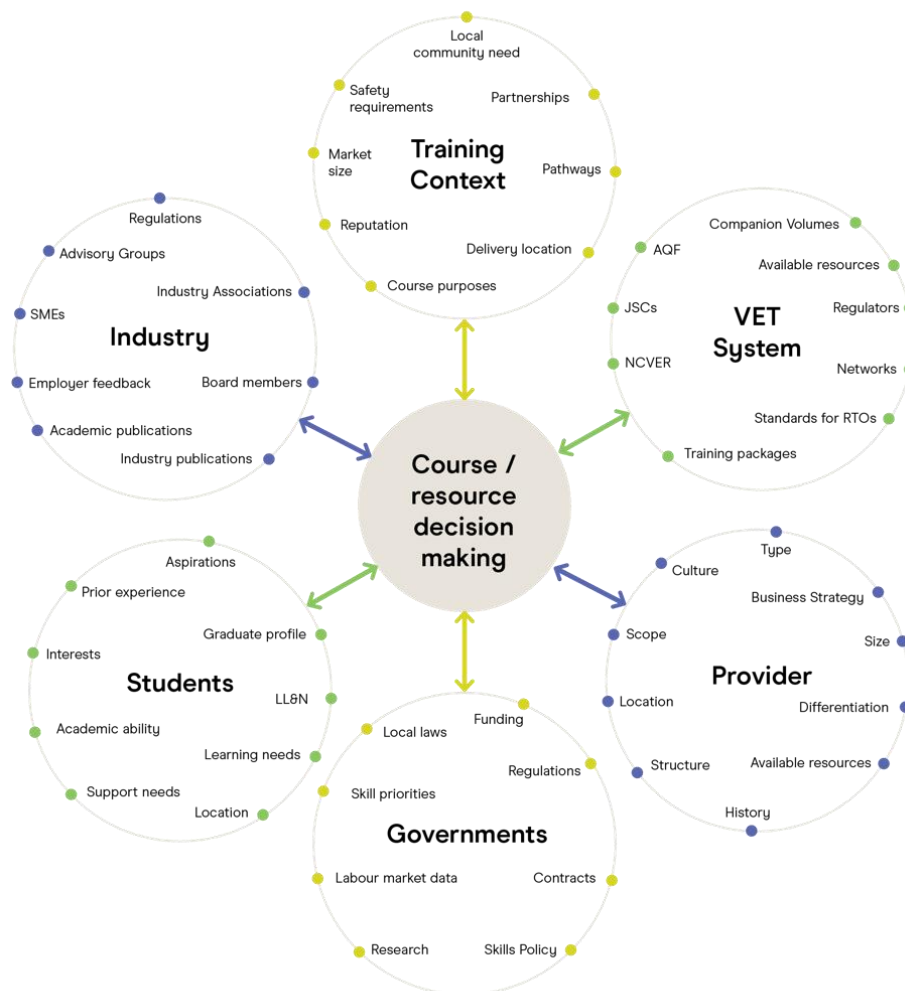 Local
community need
Safety
requirements
Partnerships
Training
Context
Market
size
Pathways
Reputation
Delivery location
Course purposes
Regulations
Advisory Groups
Industry Associations
SMEs
Industry
Employer feedback
Board members
Academic publications
Industry publications
Companion Volumes
AQF
Available resources
JSCs
Regulators
VET
System
NCVER
Networks
Standards for RTOs
Training packages
Course /
resource
decision
making
Aspirations
Prior experience
Graduate profile
Interests
Students
LL&N
Academic ability
Learning needs
Support needs
Location
Type
Culture
Business Strategy
Scope
Size
Provider
Location
Differentiation
Structure
Available resources
History
Funding
Local laws
Regulations
Skill priorities
Governments
Labour market data
Contracts
Research
Skills Policy